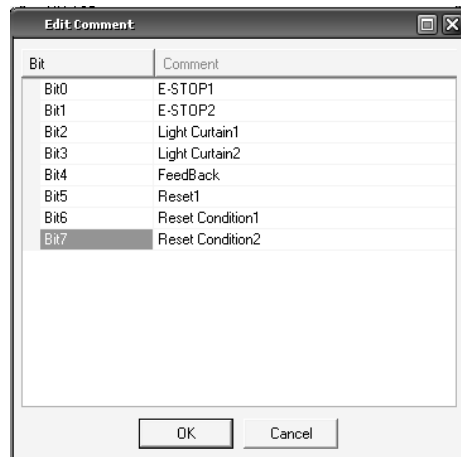 Edit Comment
Bit Comment
Bit0 E-STOP1
Bit1 E-STOP2
Bit2 Light Curtain1
Bit3 Light Curtain2
Bit4 FeedBack
Bit5 Reset1
Bit6 Reset Condition1
Bit7 Reset Condition2
OK Cancel